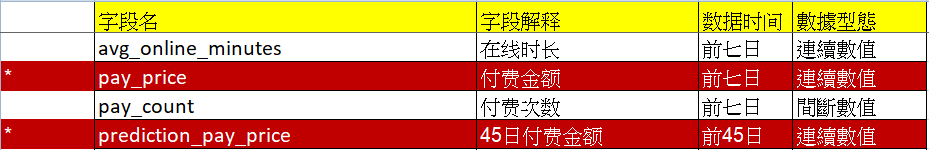 字段名 字段解释 数据时间 數據型態
avg_online_minutes 在线时长 前七日 連續數值
* pay_price 付费金额 前七日 連續數值
pay_count 付费次数 前七日 間斷數值
* prediction_pay_price 45日付费金额 前45日 連續數值